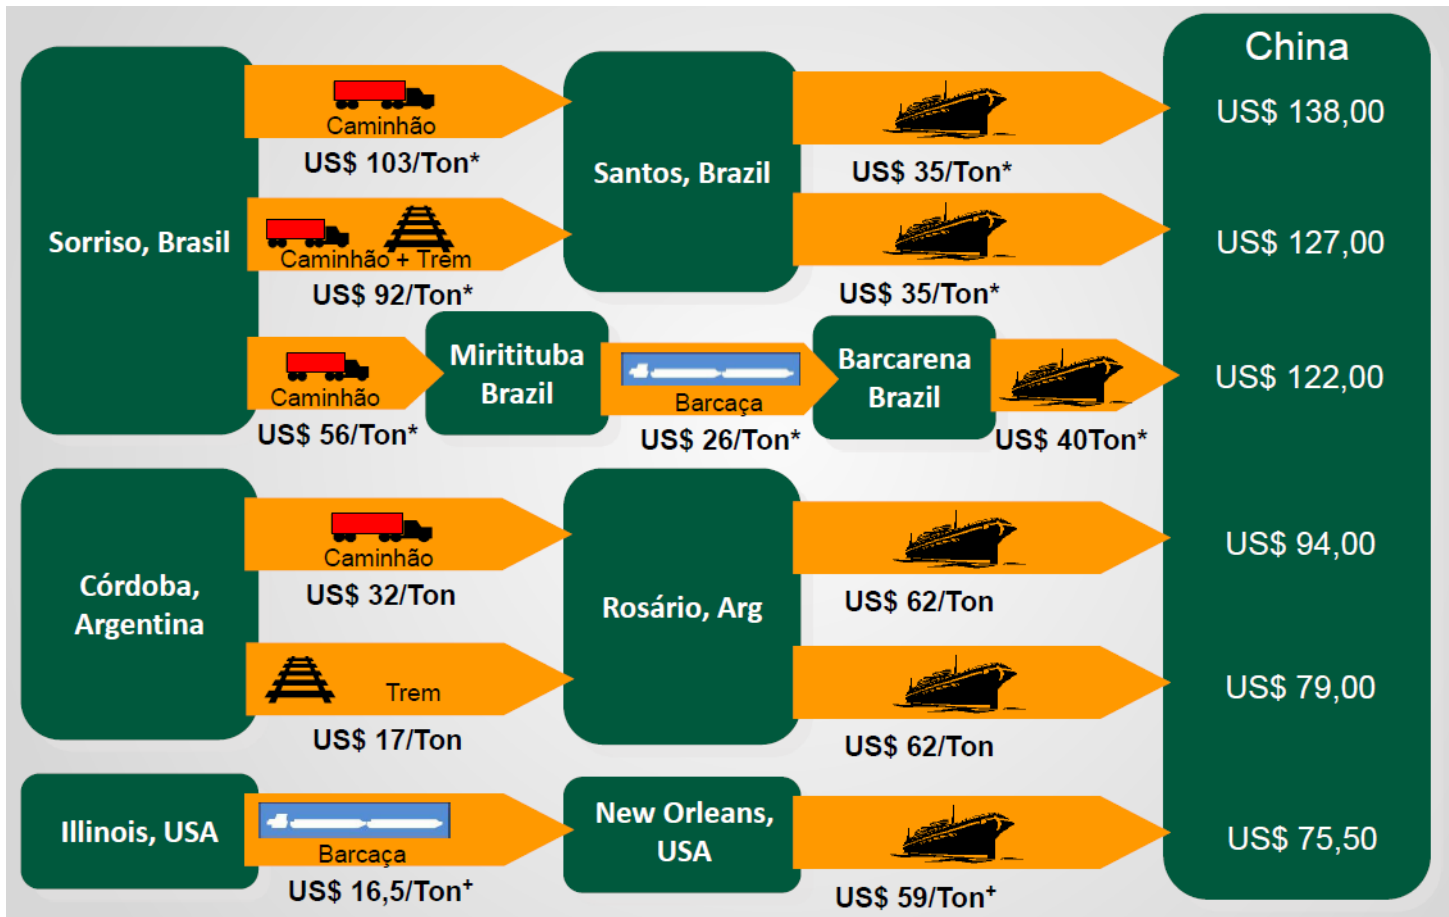 China
Caminhão
US$ 103/Ton*
US$ 35/Ton*
US$ 138,00
Santos, Brazil
Sorriso, Brasil
Caminhão + Trem
US$ 92/Ton*
US$ 35/Ton*
US$ 127,00
Caminhão
US$ 56/Ton*
Miritituba
Brazil
Barcaça
US$ 26/Ton*
Barcarena
Brazil
US$ 40Ton*
US$ 122,00
Córdoba,
Argentina
Caminhão
US$ 32/Ton
Rosário, Arg
US$ 62/Ton
US$ 94,00
Trem
US$ 17/Ton
US$ 62/Ton
US$ 79,00
Illinois, USA
Barcaça
US$ 16,5/Ton⁺
New Orleans,
USA
US$ 59/Ton⁺
US$ 75,50